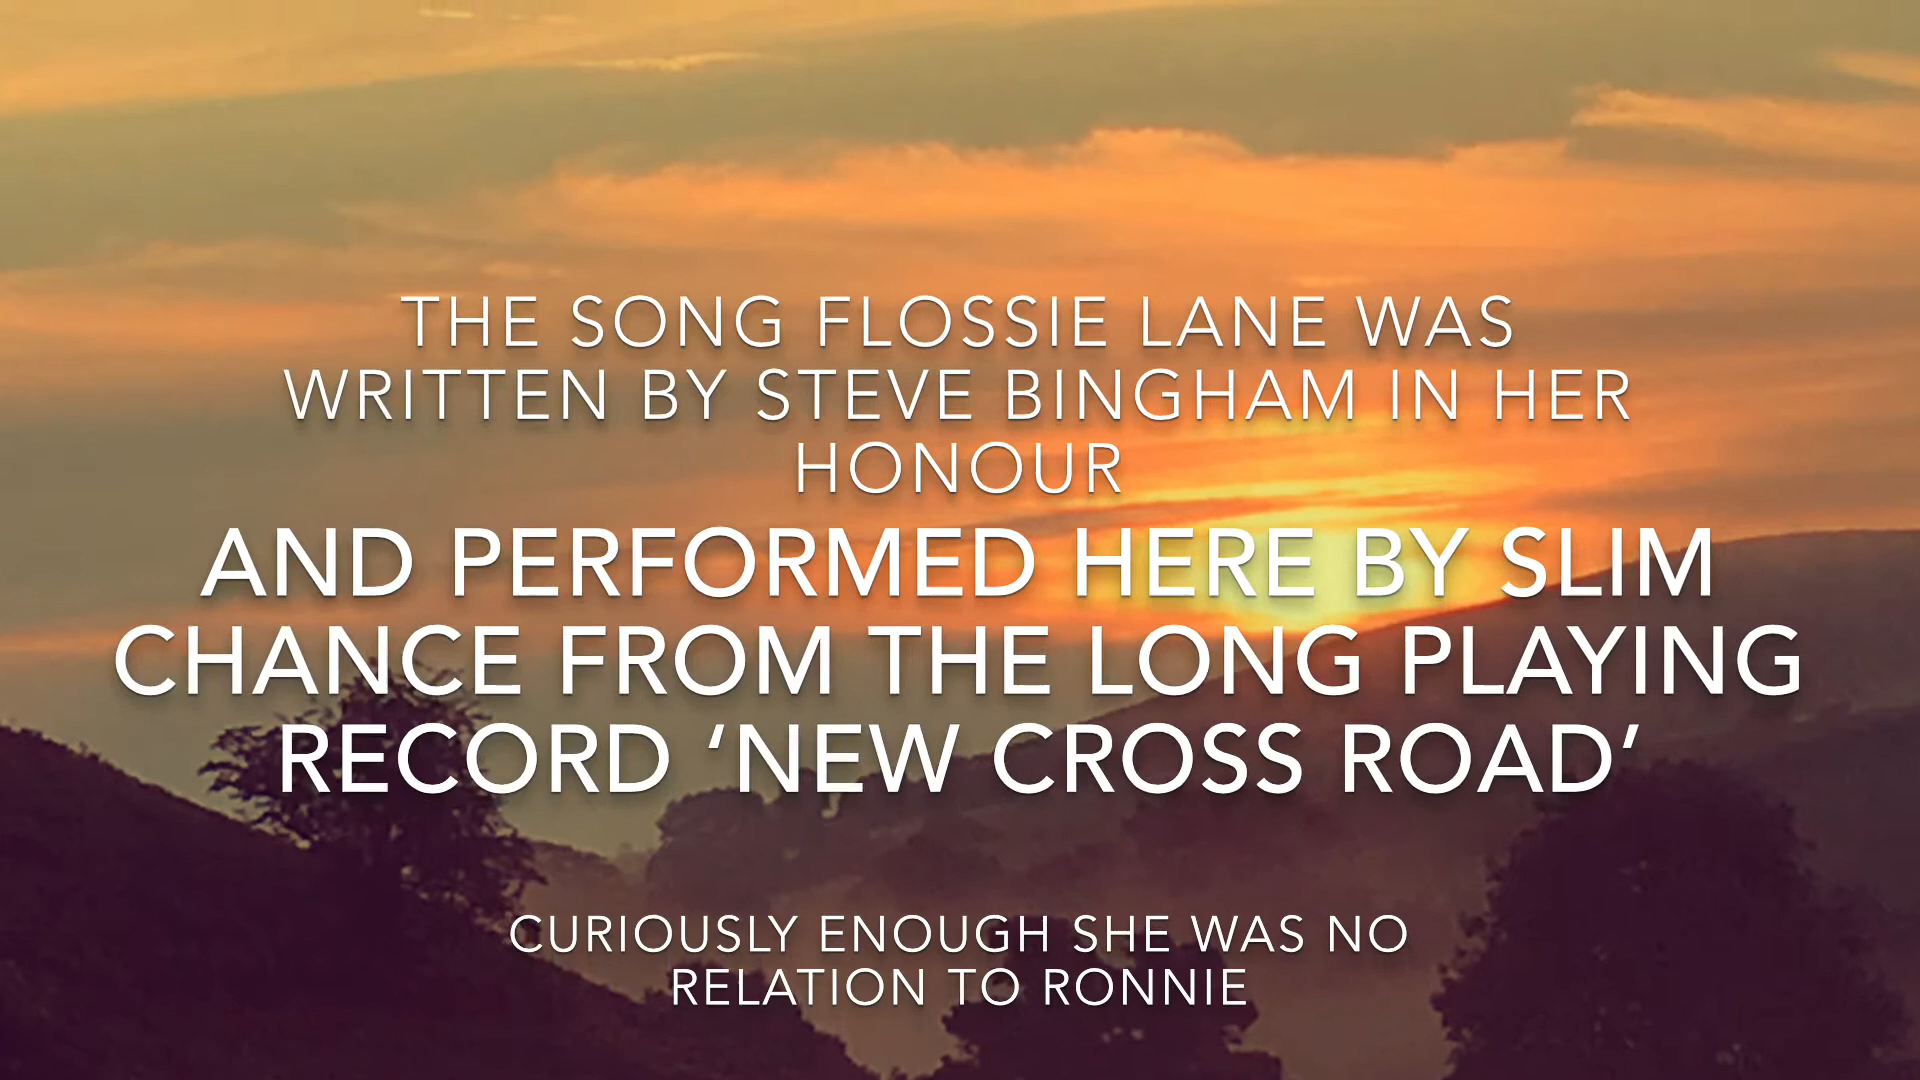 THE SONG FLOSSIE LANE WAS
WRITTEN BY STEVE BINGHAM IN HER
HONOUR
AND PERFORMED HERE BY SLIM
CHANCE FROM THE LONG PLAYING
RECORD ‘NEW CROSS ROAD’
CURIOUSLY ENOUGH SHE WAS NO
RELATION TO RONNIE